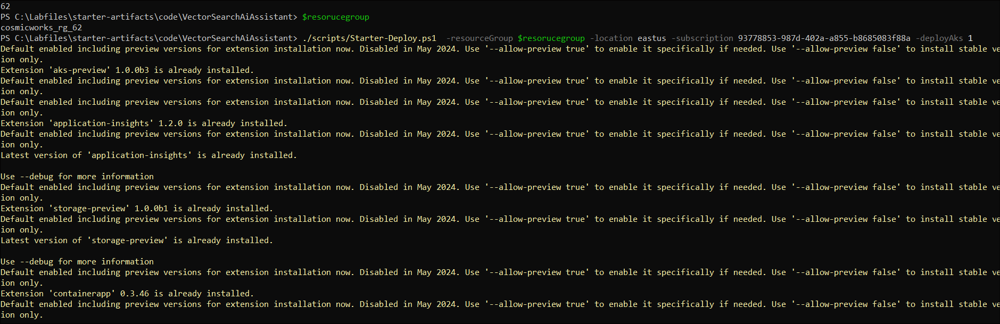 62
PS C:\Labfiles\starter-artifacts\code\VectorSearchAiAssistant> $resorucegroup
cosmicworks_rg_62
PS C:\Labfiles\starter-artifacts\code\VectorSearchAiAssistant> ./scripts/Starter-Deploy.ps1  -resourceGroup $resorucegroup -location eastus -subscription 93778853-987d-402a-a855-b8685083f88a -deployAks 1
Default enabled including preview versions for extension installation now. Disabled in May 2024. Use '--allow-preview true' to enable it specifically if needed. Use '--allow-preview false' to install stable ve
ion only.
Extension 'aks-preview' 1.0.0b3 is already installed.
Default enabled including preview versions for extension installation now. Disabled in May 2024. Use '--allow-preview true' to enable it specifically if needed. Use '--allow-preview false' to install stable ve
ion only.
Default enabled including preview versions for extension installation now. Disabled in May 2024. Use '--allow-preview true' to enable it specifically if needed. Use '--allow-preview false' to install stable ve
ion only.
Extension 'application-insights' 1.2.0 is already installed.
Default enabled including preview versions for extension installation now. Disabled in May 2024. Use '--allow-preview true' to enable it specifically if needed. Use '--allow-preview false' to install stable ve
ion only.
Latest version of 'application-insights' is already installed.

Use --debug for more information
Default enabled including preview versions for extension installation now. Disabled in May 2024. Use '--allow-preview true' to enable it specifically if needed. Use '--allow-preview false' to install stable ve
ion only.
Extension 'storage-preview' 1.0.0b1 is already installed.
Default enabled including preview versions for extension installation now. Disabled in May 2024. Use '--allow-preview true' to enable it specifically if needed. Use '--allow-preview false' to install stable ve
ion only.
Latest version of 'storage-preview' is already installed.

Use --debug for more information
Default enabled including preview versions for extension installation now. Disabled in May 2024. Use '--allow-preview true' to enable it specifically if needed. Use '--allow-preview false' to install stable ve
ion only.
Extension 'containerapp' 0.3.46 is already installed.
Default enabled including preview versions for extension installation now. Disabled in May 2024. Use '--allow-preview true' to enable it specifically if needed. Use '--allow-preview false' to install stable ve
ion only.